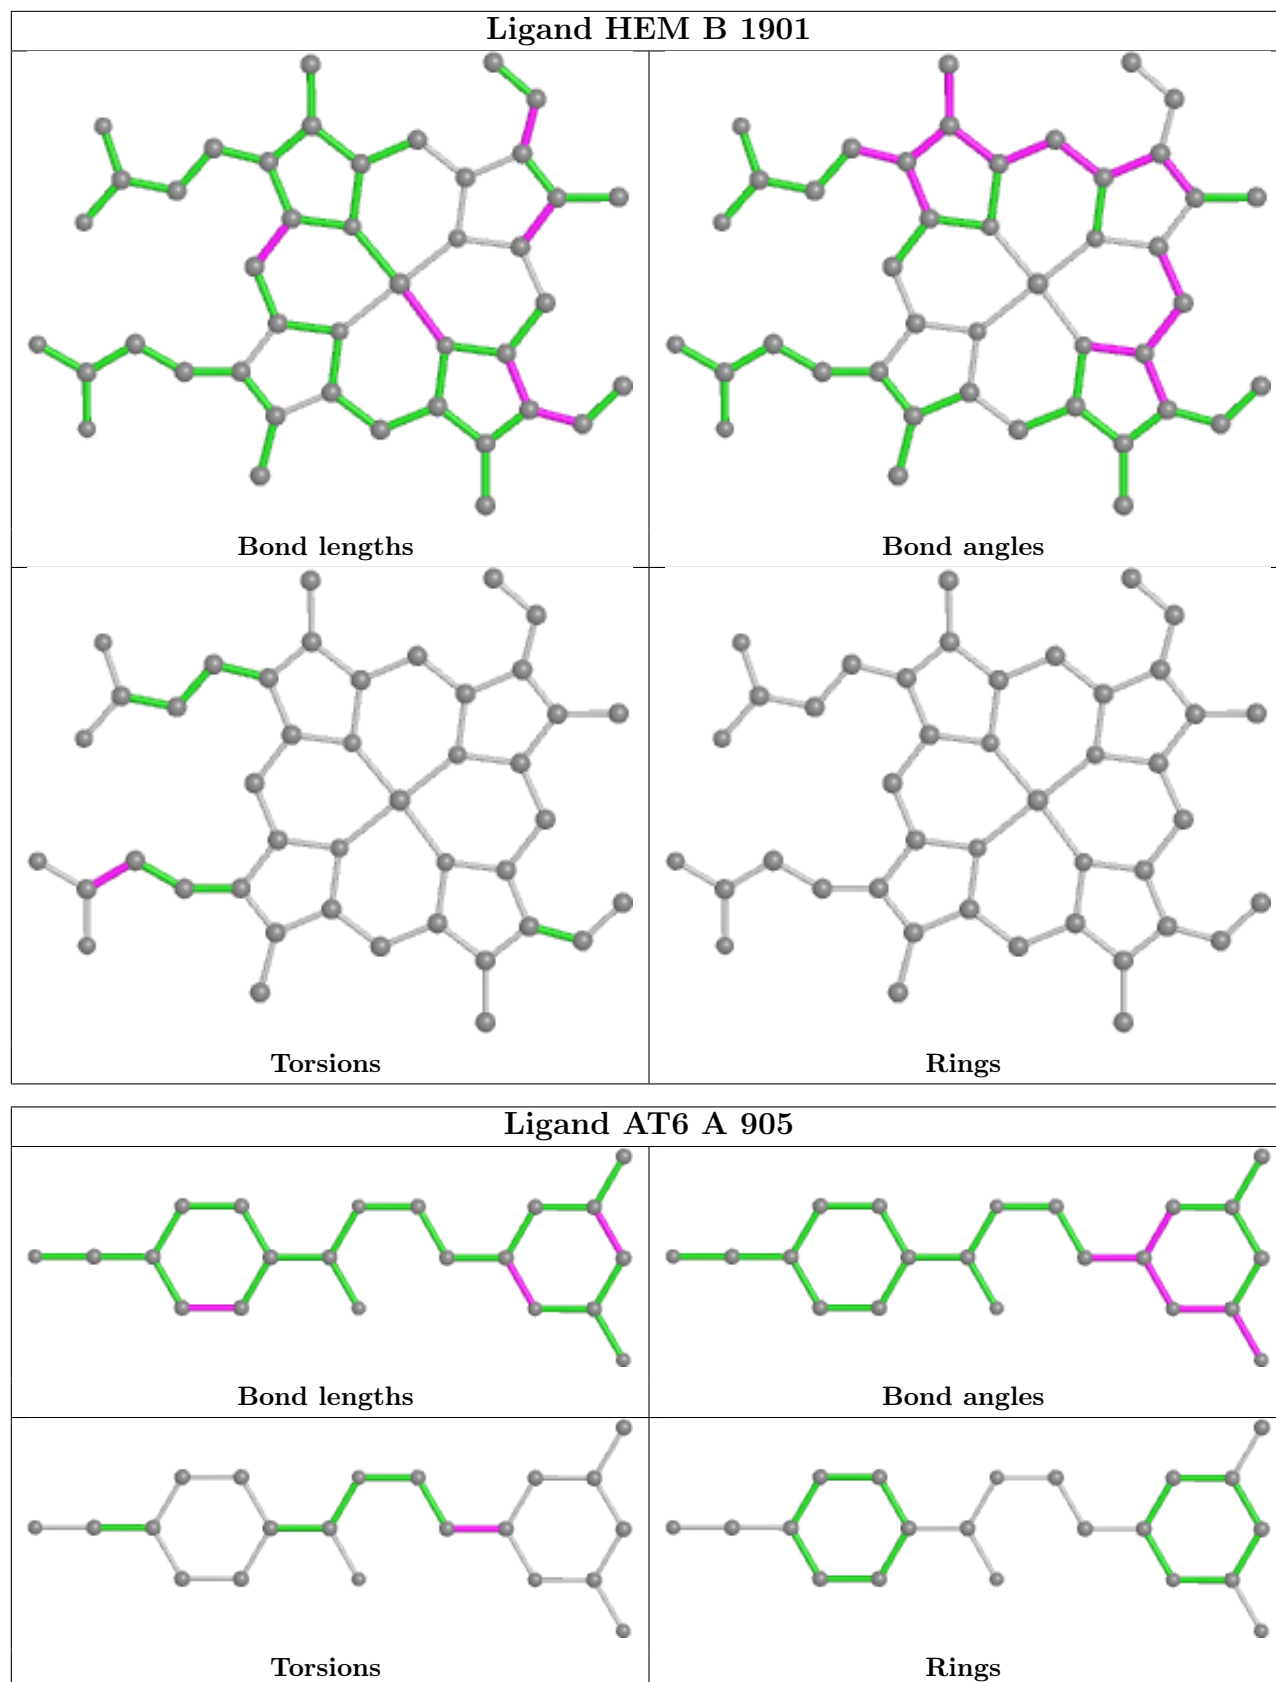 Ligand HEM B 1901
Bond lengths
Bond angles
Torsions
Rings
Ligand AT6 A 905
Bond lengths
Bond angles
Torsions
Rings